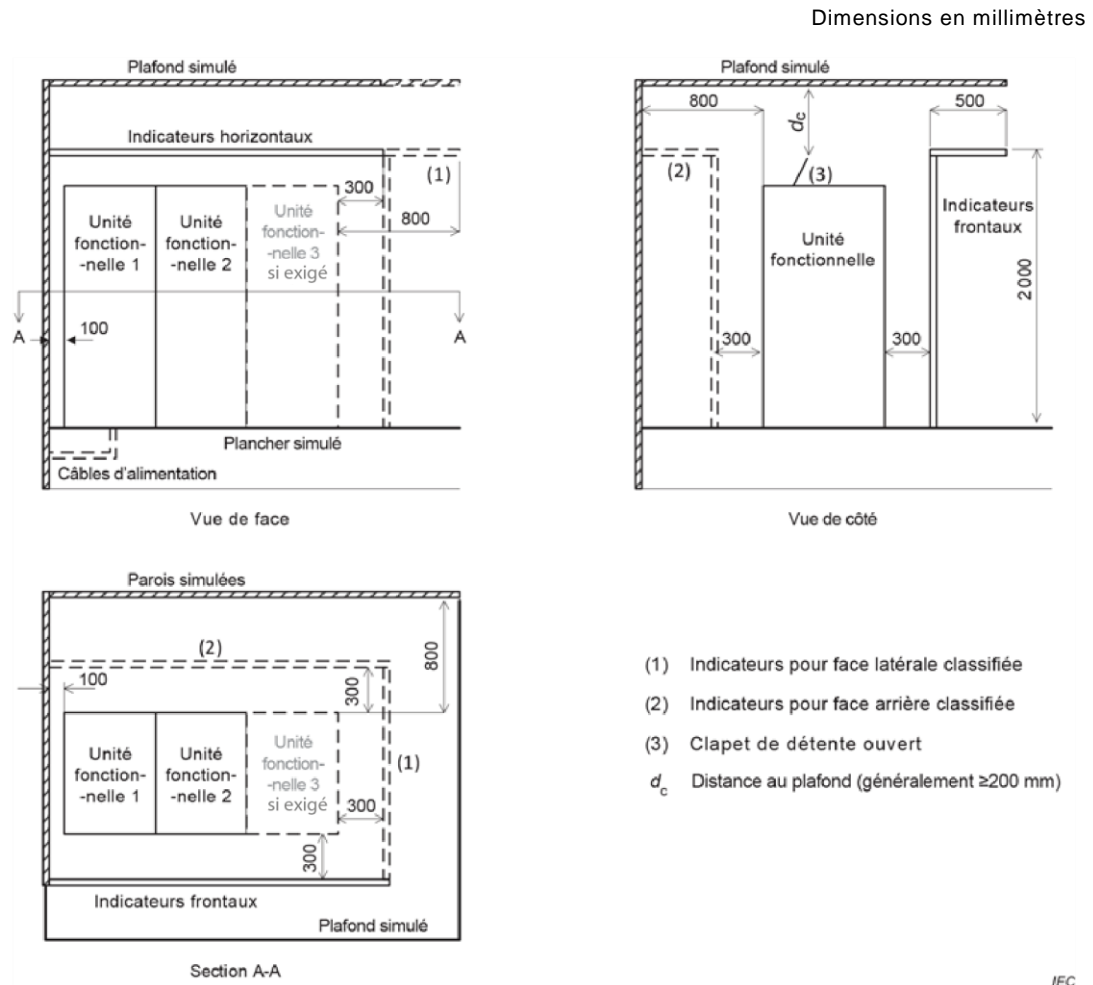 Dimensions en millimètres
Plafond simulé
Indicateurs horizontaux
(1)
300
800
Unité
fonction-
-nelle 1
Unité
fonction-
-nelle 2
Unité
fonction-
-nelle 3
si exigé
A
100
A
Plancher simulé
Câbles d'alimentation
Vue de face
Plafond simulé
800
dc
500
(2)
(3)
Indicateurs
frontaux
Unité
fonctionnelle
2 000
300
300
Vue de côté
Parois simulées
(2)
800
100
300
Unité
fonction-
-nelle 1
Unité
fonction-
-nelle 2
Unité
fonction-
-nelle 3
si exigé
(1)
300
300
Indicateurs frontaux
Plafond simulé
Section A-A
(1) Indicateurs pour face latérale classifiée
(2) Indicateurs pour face arrière classifiée
(3) Clapet de détente ouvert
dc Distance au plafond (généralement ≥200 mm)
IEC